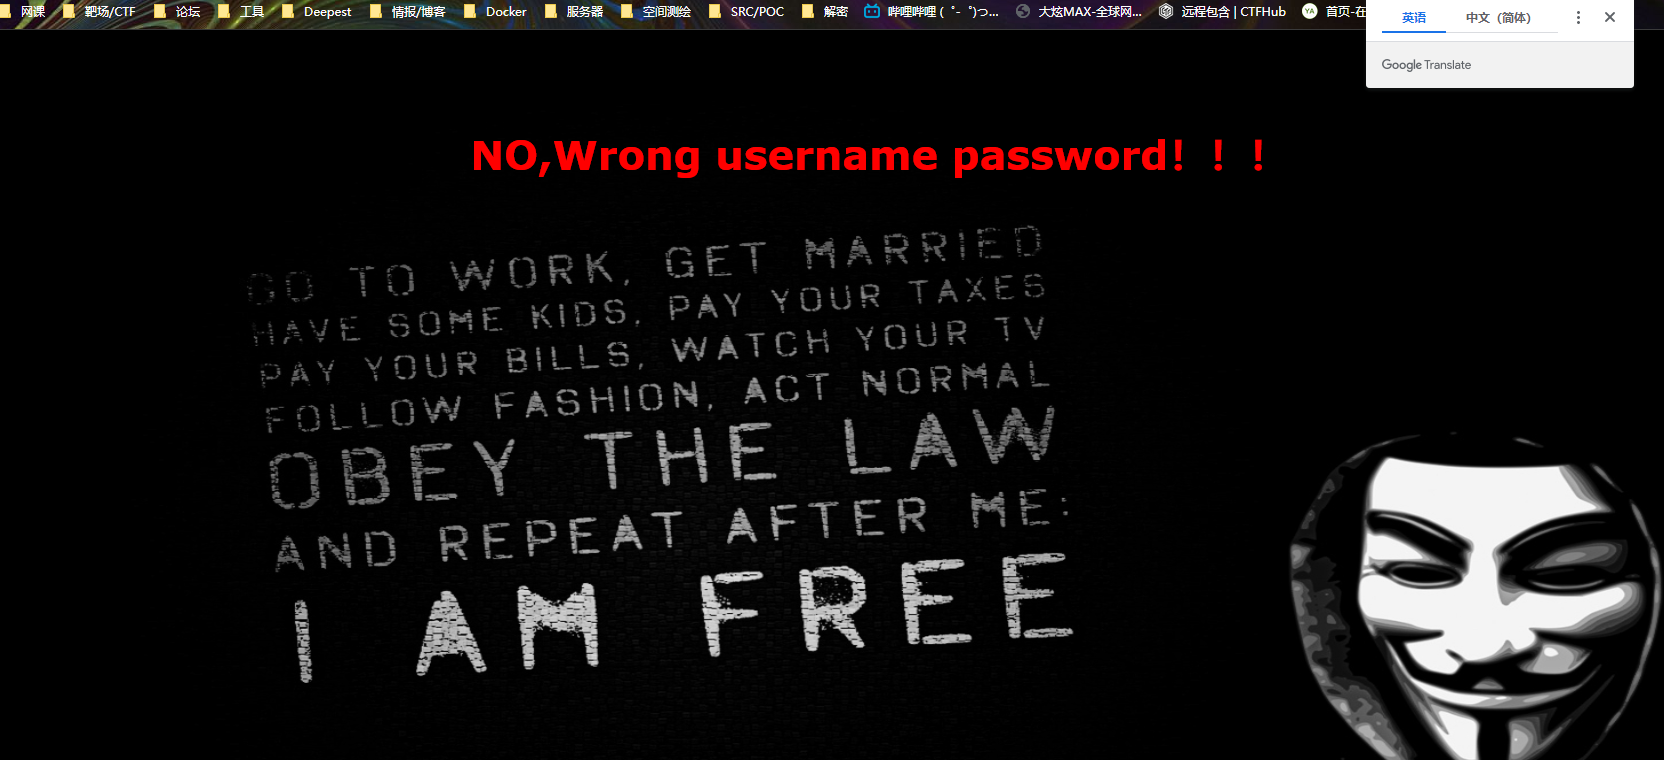 网课 靶场/CTF 论坛 工具 Deepest 情报/博客 Docker 服务器 空间测绘 SRC/POC 解密 哔哩哔哩 ( ゜- ゜)つ... 大炫MAX-全球网... 远程包含 | CTFHub YA 首页-在
英语 中文（简体）
Google Translate
NO,Wrong username password！！！
GO TO WORK, GET MARRIED
HAVE SOME KIDS, PAY YOUR TAXES
PAY YOUR BILLS, WATCH YOUR TV
FOLLOW FASHION, ACT NORMAL
OBEY THE LAW
AND REPEAT AFTER ME:
I AM FREE